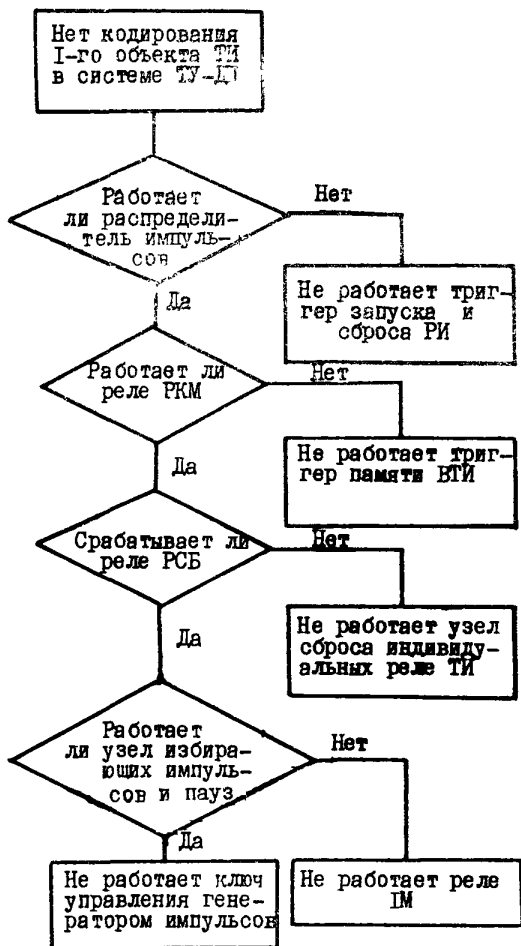 Нет кодирования
I-го объекта ТИ
в системе ТУ-ДП
Работает
ли распредели-
тель импуль-
сов
Нет
Да
Не работает триг-
гер запуска и
сброса РИ
Работает ли
реле РКМ
Нет
Да
Не работает триг-
гер памяти ВТИ
Срабатывает ли
реле РСБ
Нет
Да
Не работает узел
сброса индивиду-
альных реле ТИ
Работает
ли узел избира-
ющих импуль-
сов и пауз
Нет
Да
Не работает ключ
управления гене-
ратором импульсов
Не работает реле
IМ